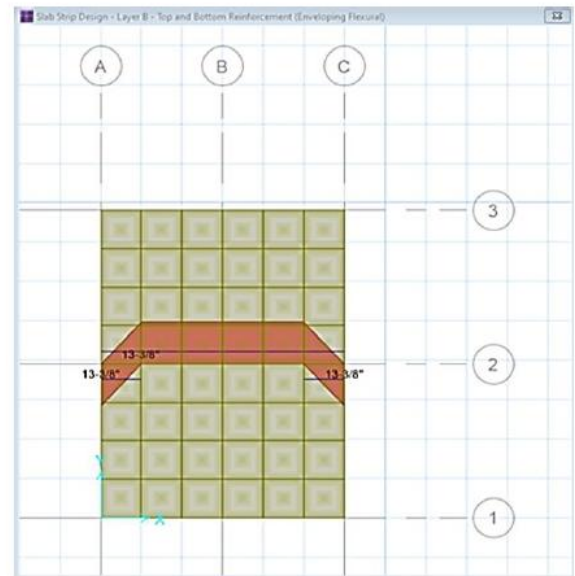 Slab Strip Design - Layer B - Top and Bottom Reinforcement (Enveloping Flexural)
A
B
C
3
13-3/8"
2
13-3/8"
13-3/8"
Y
X
1